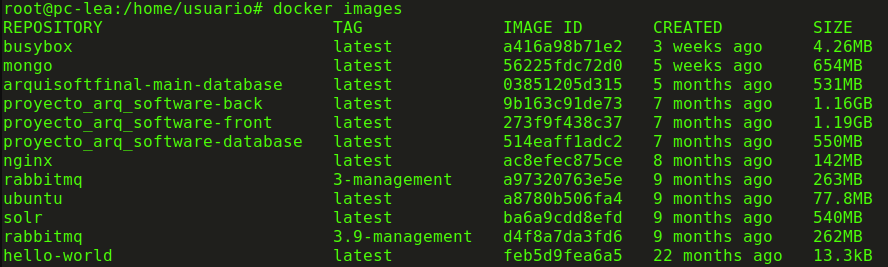 root@pc-lea:/home/usuario# docker images
REPOSITORY TAG IMAGE ID CREATED SIZE
busybox latest a416a98b71e2 3 weeks ago 4.26MB
mongo latest 56225fdc72d0 5 weeks ago 654MB
arquisoftfinal-main-database latest 03851205d315 5 months ago 531MB
proyecto_arq_software-back latest 9b163c91de73 7 months ago 1.16GB
proyecto_arq_software-front latest 273f9f438c37 7 months ago 1.19GB
proyecto_arq_software-database latest 514eaff1adc2 7 months ago 550MB
nginx latest ac8efec875ce 8 months ago 142MB
rabbitmq 3-management a97320763e5e 9 months ago 263MB
ubuntu latest a8780b506fa4 9 months ago 77.8MB
solr latest ba6a9cdd8efd 9 months ago 540MB
rabbitmq 3.9-management d4f8a7da3fd6 9 months ago 262MB
hello-world latest feb5d9fea6a5 22 months ago 13.3kB